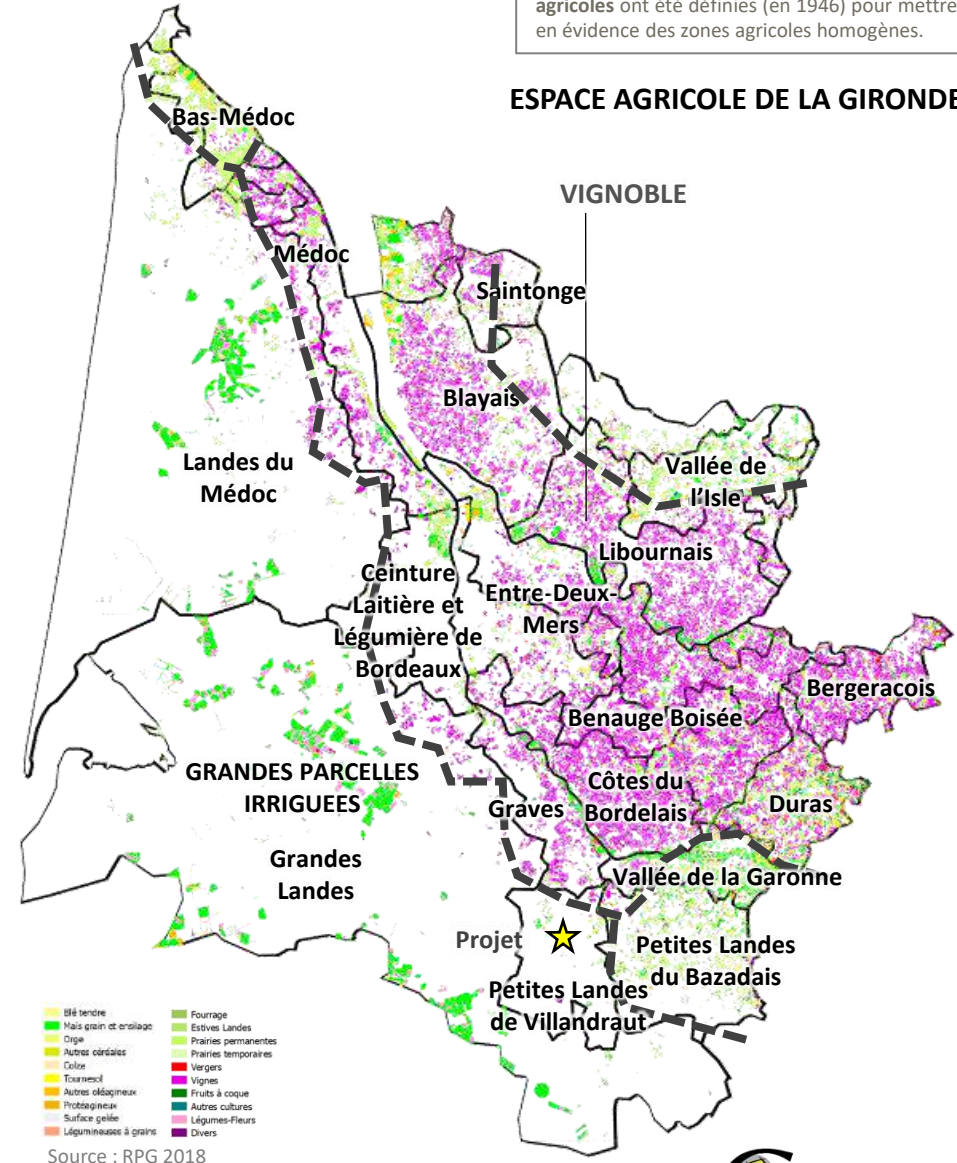 agricoles ont été définies (en 1946) pour mettre
en évidence des zones agricoles homogènes.
ESPACE AGRICOLE DE LA GIRONDE
Bas-Médoc
VIGNOBLE
Médoc
Saintonge
Blayais
Landes du
Médoc
Vallée de
l'Isle
Libournais
Ceinture
Laitière et
Légumière de
Bordeaux
Entre-Deux-
Mers
Bergeracois
Benauge Boisée
GRANDES PARCELLES
IRRIGUEES
Côtes du
Bordelais
Duras
Graves
Grandes
Landes
Vallée de la Garonne
Projet
Petites Landes
du Bazadais
Petites Landes
de Villandraut
Blé tendre
Maïs grain et ensilage
Orge
Autres céréales
Colza
Tournesol
Autres oléagineux
Protéagineux
Surface gelée
Légumineuses à grains
Fourrage
Estives Landes
Prairies permanentes
Prairies temporaires
Vergers
Vignes
Fruits à coque
Autres cultures
Légumes-Fleurs
Divers
Source : RPG 2018